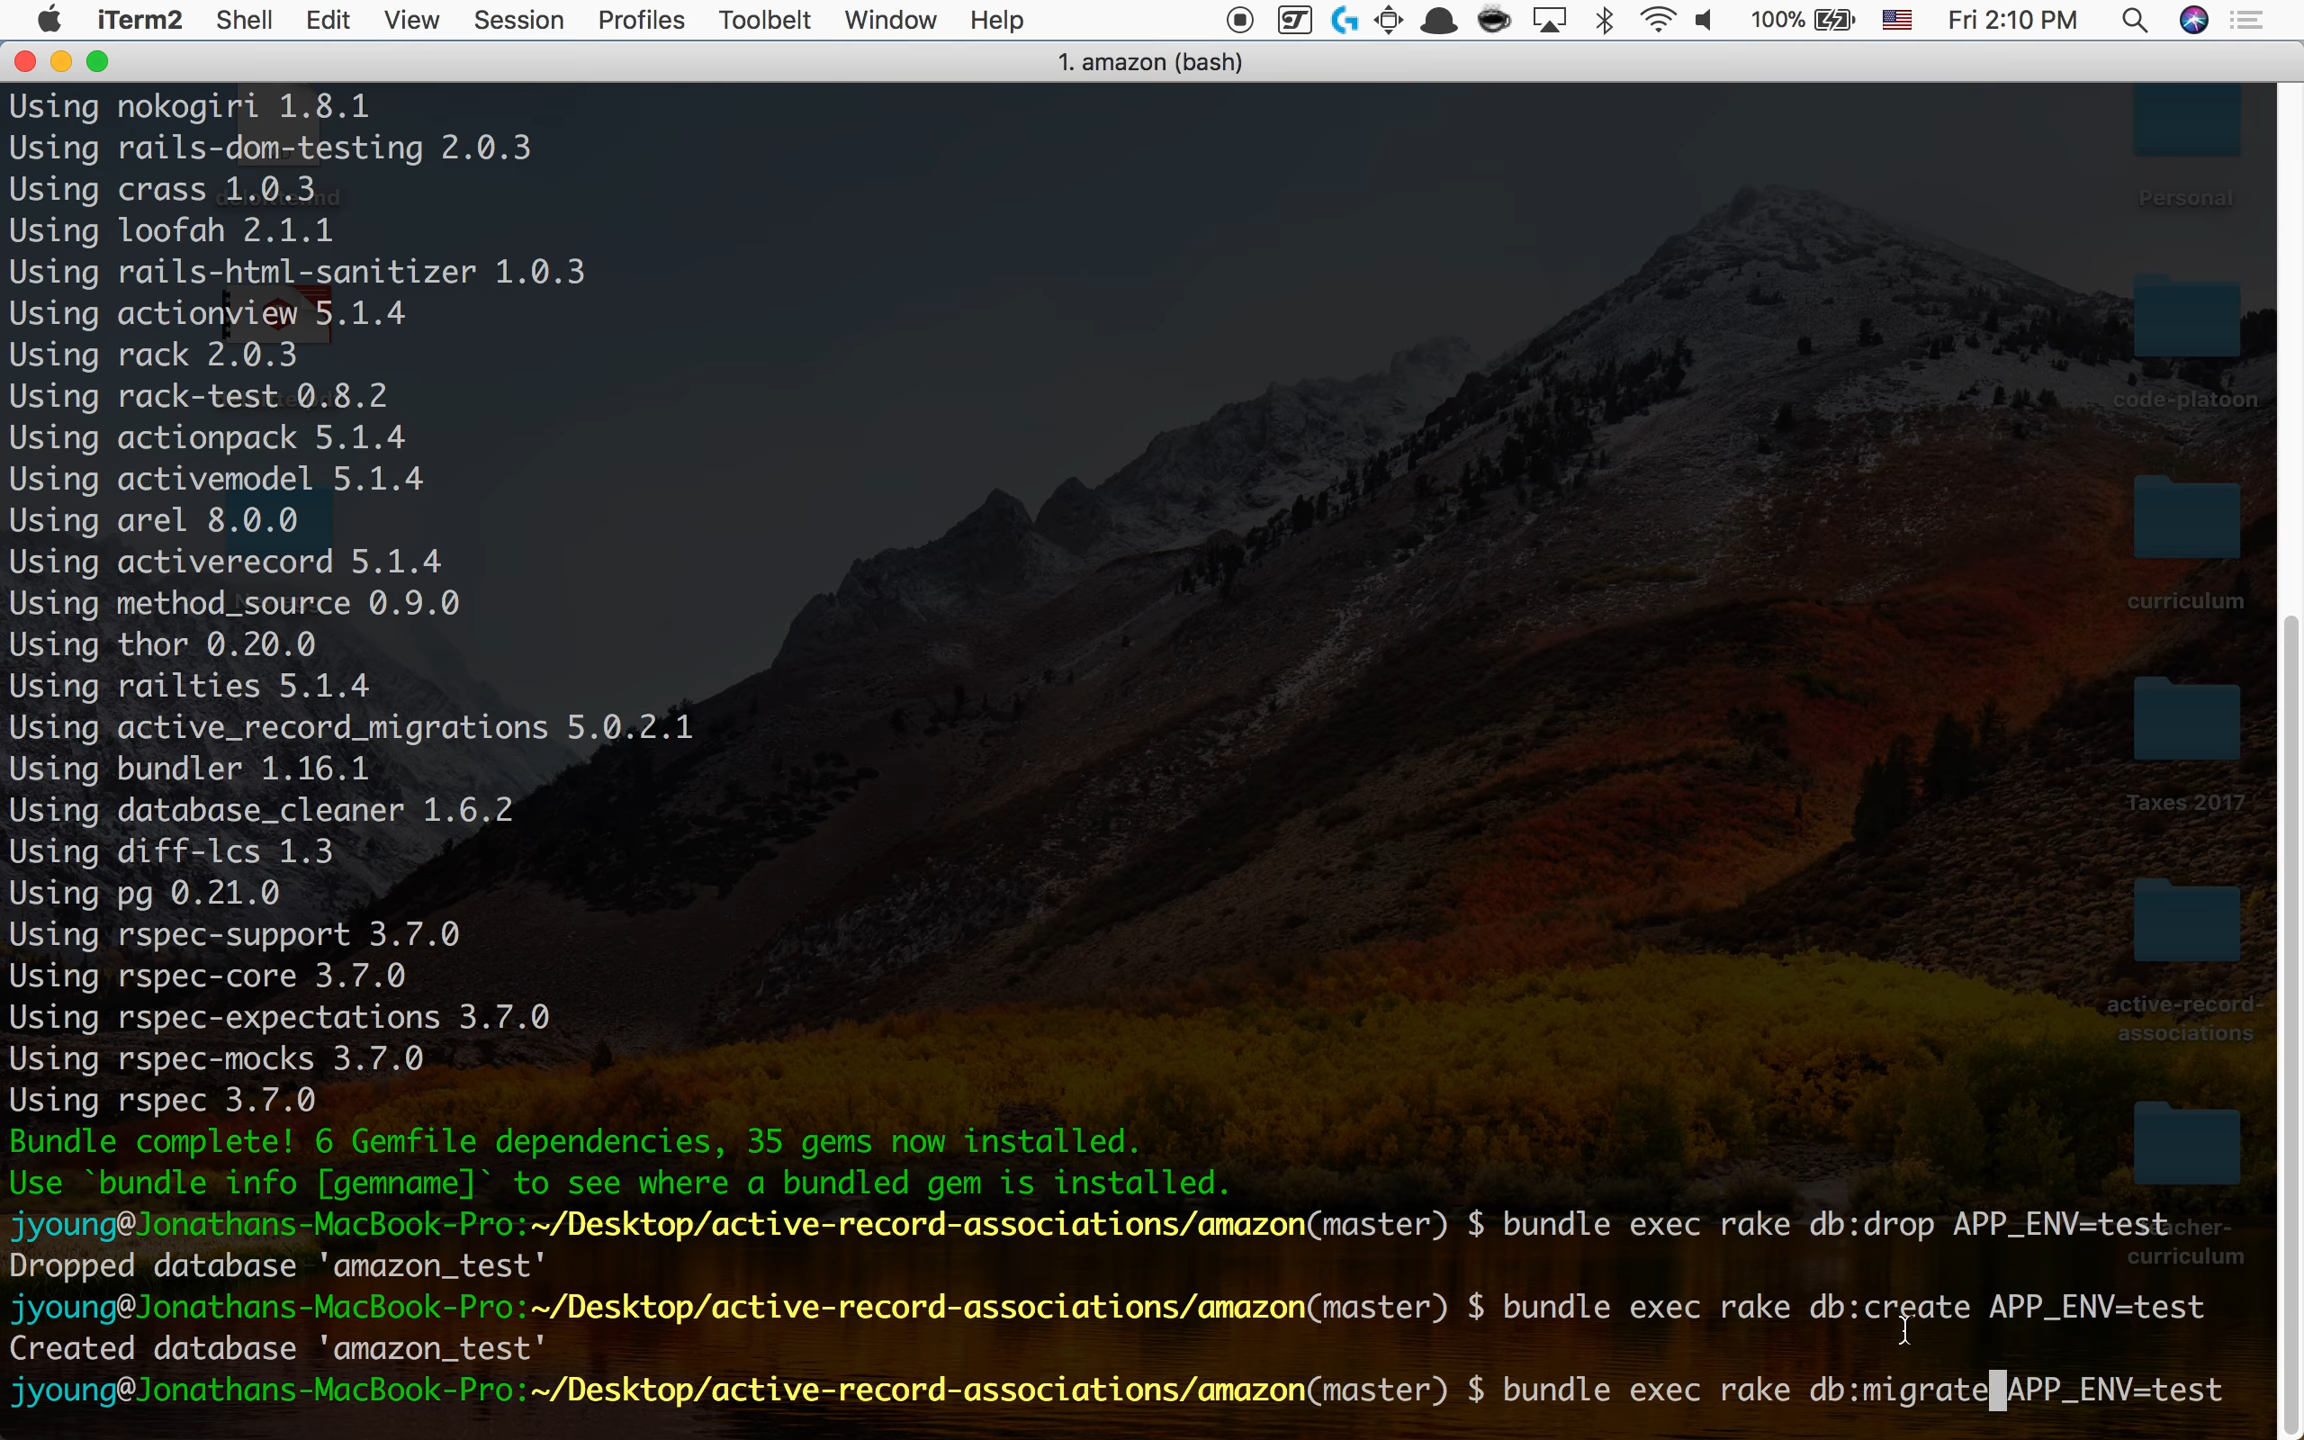 iTerm2 Shell Edit View Session Profiles Toolbelt Window Help 100% Fri 2:10 PM
1. amazon (bash)
Using nokogiri 1.8.1
Using rails-dom-testing 2.0.3
Using crass 1.0.3
Using loofah 2.1.1
Using rails-html-sanitizer 1.0.3
Using actionview 5.1.4
Using rack 2.0.3
Using rack-test 0.8.2
Using actionpack 5.1.4
Using activemodel 5.1.4
Using arel 8.0.0
Using activerecord 5.1.4
Using method_source 0.9.0
Using thor 0.20.0
Using railties 5.1.4
Using active_record_migrations 5.0.2.1
Using bundler 1.16.1
Using database_cleaner 1.6.2
Using diff-lcs 1.3
Using pg 0.21.0
Using rspec-support 3.7.0
Using rspec-core 3.7.0
Using rspec-expectations 3.7.0
Using rspec-mocks 3.7.0
Using rspec 3.7.0
Bundle complete! 6 Gemfile dependencies, 35 gems now installed.
Use `bundle info [gemname]` to see where a bundled gem is installed.
jyoung@Jonathans-MacBook-Pro:~/Desktop/active-record-associations/amazon(master) $ bundle exec rake db:drop APP_ENV=test
Dropped database 'amazon_test'
jyoung@Jonathans-MacBook-Pro:~/Desktop/active-record-associations/amazon(master) $ bundle exec rake db:create APP_ENV=test
Created database 'amazon_test'
jyoung@Jonathans-MacBook-Pro:~/Desktop/active-record-associations/amazon(master) $ bundle exec rake db:migrate APP_ENV=test
Personal
code-platoon
curriculum
Taxes 2017
active-record-
associations
curriculum